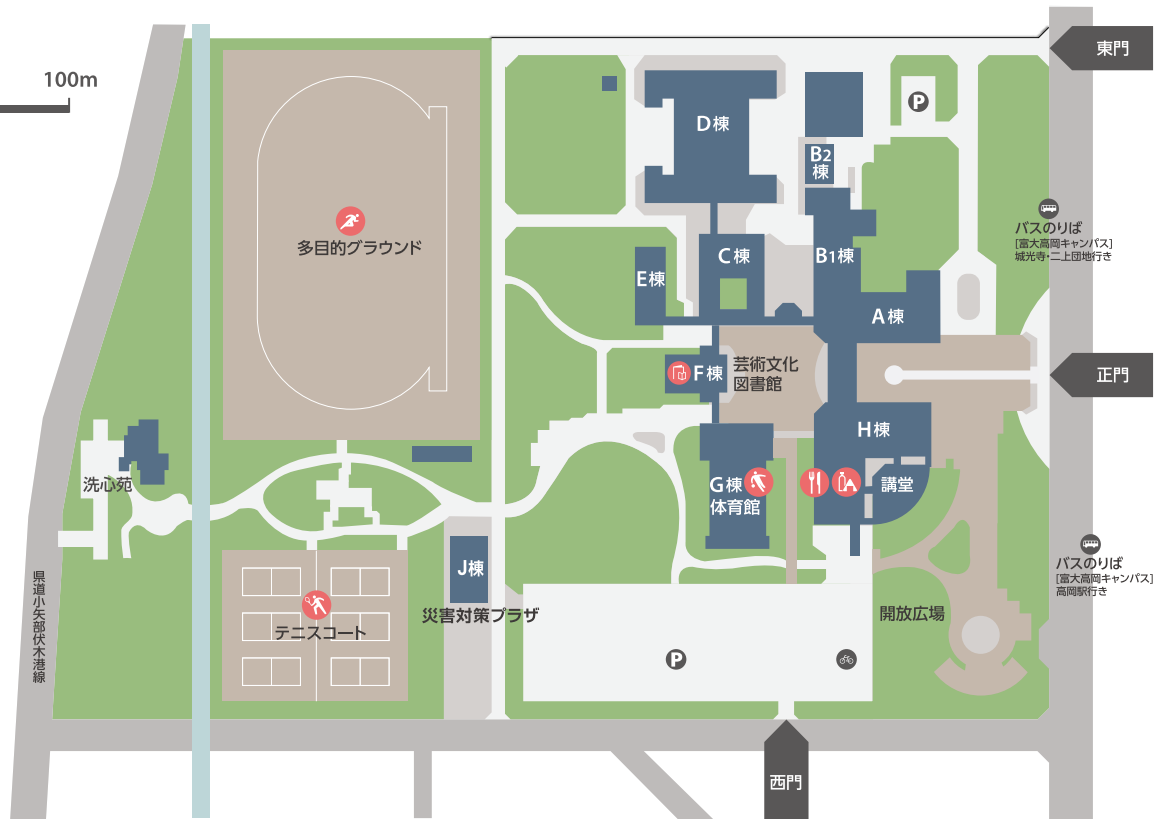 100m
東門
P
D棟
B2
棟
バスのりば
[富大高岡キャンパス]
城光寺・二上団地行き
多目的グラウンド
C棟
B1棟
E棟
A棟
F棟
芸術文化
図書館
正門
H棟
洗心苑
G棟
体育館
講堂
バスのりば
[富大高岡キャンパス]
高岡駅行き
県道小矢部伏木港線
J棟
災害対策プラザ
テニスコート
開放広場
P
西門